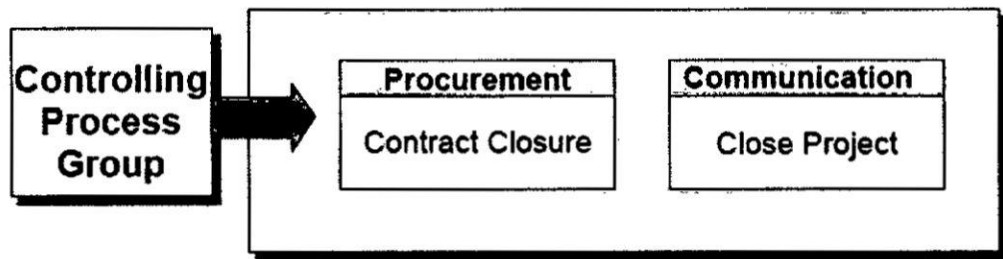 Controlling
Process
Group
Procurement
Contract Closure
Communication
Close Project